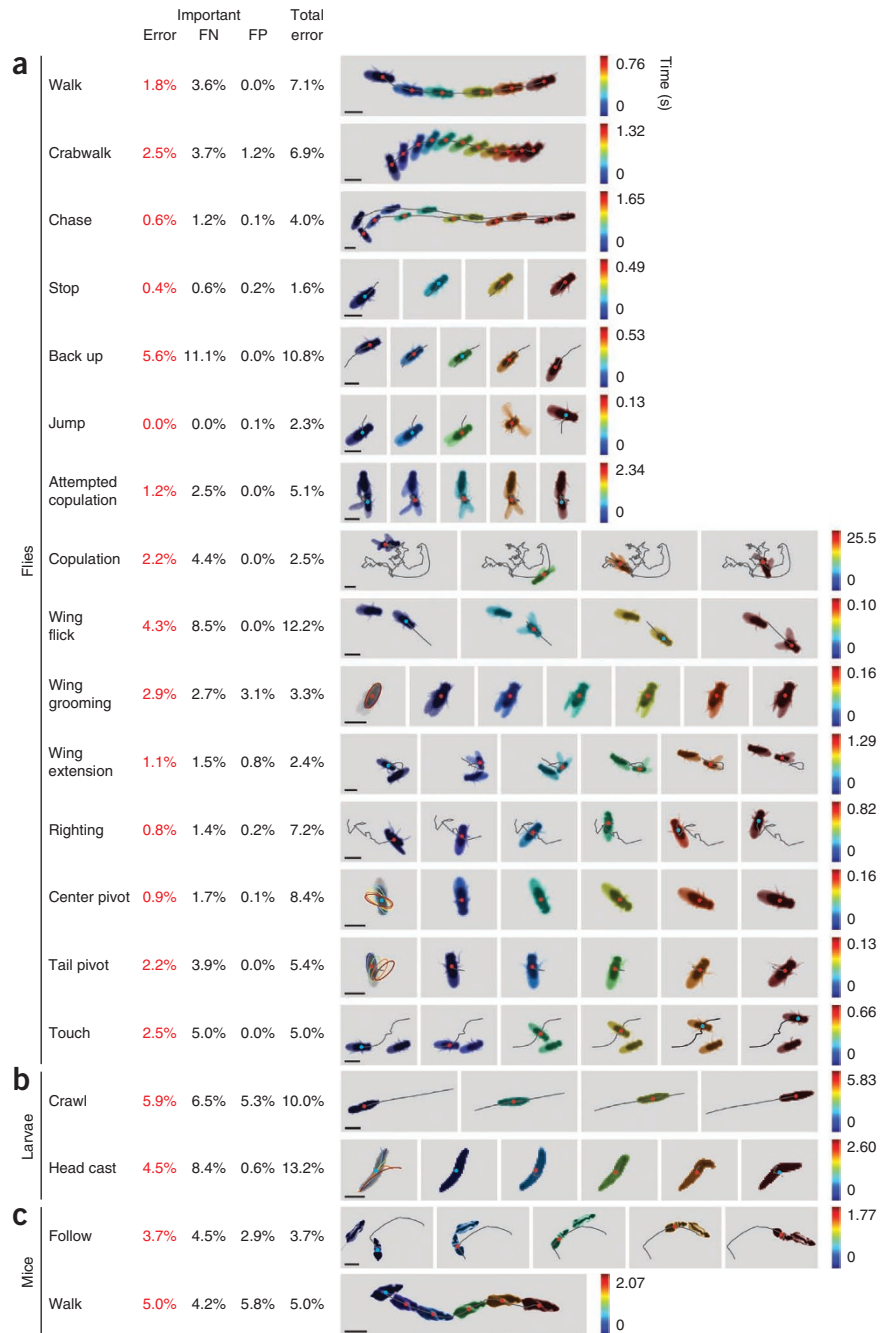 Important Total
Error FN FP error
a
Flies
Time (s)
Walk 1.8% 3.6% 0.0% 7.1% 0.76 0
Crabwalk 2.5% 3.7% 1.2% 6.9% 1.32 0
Chase 0.6% 1.2% 0.1% 4.0% 1.65 0
Stop 0.4% 0.6% 0.2% 1.6% 0.49 0
Back up 5.6% 11.1% 0.0% 10.8% 0.53 0
Jump 0.0% 0.0% 0.1% 2.3% 0.13 0
Attempted
copulation 1.2% 2.5% 0.0% 5.1% 2.34 0
Copulation 2.2% 4.4% 0.0% 2.5% 25.5 0
Wing
flick 4.3% 8.5% 0.0% 12.2% 0.10 0
Wing
grooming 2.9% 2.7% 3.1% 3.3% 0.16 0
Wing
extension 1.1% 1.5% 0.8% 2.4% 1.29 0
Righting 0.8% 1.4% 0.2% 7.2% 0.82 0
Center pivot 0.9% 1.7% 0.1% 8.4% 0.16 0
Tail pivot 2.2% 3.9% 0.0% 5.4% 0.13 0
Touch 2.5% 5.0% 0.0% 5.0% 0.66 0
b
Larvae
Crawl 5.9% 6.5% 5.3% 10.0% 5.83 0
Head cast 4.5% 8.4% 0.6% 13.2% 2.60 0
c
Mice
Follow 3.7% 4.5% 2.9% 3.7% 1.77 0
Walk 5.0% 4.2% 5.8% 5.0% 2.07 0